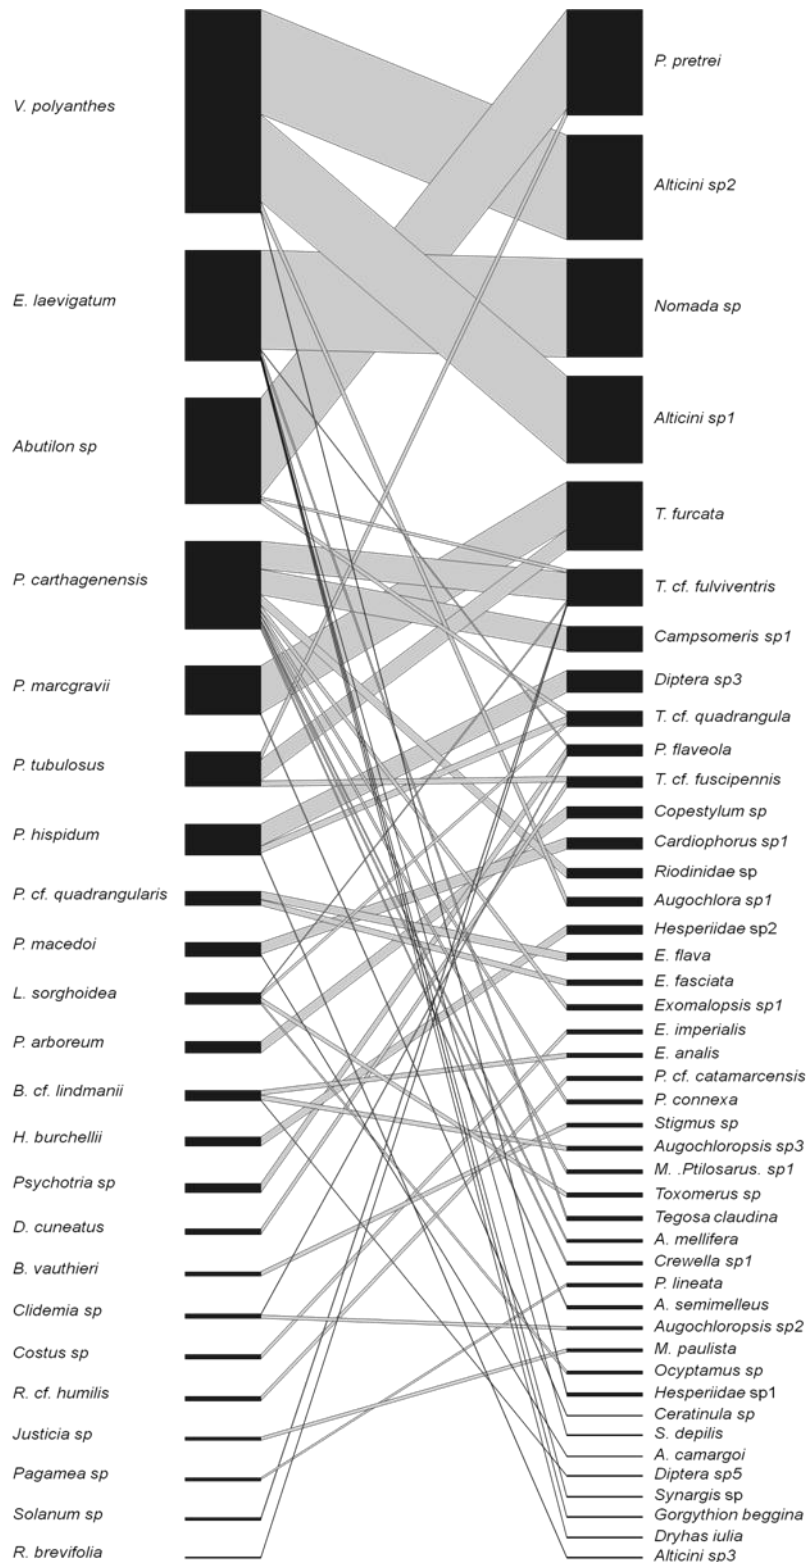 V. polyanthes
E. laevigatum
Abutilon sp
P. carthagenensis
P. marcgravii
P. tubulosus
P. hispidum
P. cf. quadrangularis
P. macedoi
L. sorghoidea
P. arboreum
B. cf. lindmanii
H. burchellii
Psychotria sp
D. cuneatus
B. vauthieri
Clidemia sp
Costus sp
R. cf. humilis
Justicia sp
Pagamea sp
Solanum sp
R. brevifolia
P. pretrei
Alticini sp2
Nomada sp
Alticini sp1
T. furcata
T. cf. fulviventris
Campsomeris sp1
Diptera sp3
T. cf. quadrangula
P. flaveola
T. cf. fuscipennis
Copestylum sp
Cardiophorus sp1
Riodinidae sp
Augochlora sp1
Hesperiidae sp2
E. flava
E. fasciata
Exomalopsis sp1
E. imperialis
E. analis
P. cf. catamarcensis
P. connexa
Stigmus sp
Augochloropsis sp3
M. .Ptilosarus. sp1
Toxomerus sp
Tegosa claudina
A. mellifera
Crewella sp1
P. lineata
A. semimelleus
Augochloropsis sp2
M. paulista
Ocyptamus sp
Hesperiidae sp1
Ceratinula sp
S. depilis
A. camargoi
Diptera sp5
Synargis sp
Gorgythion beggina
Dryhas iulia
Alticini sp3